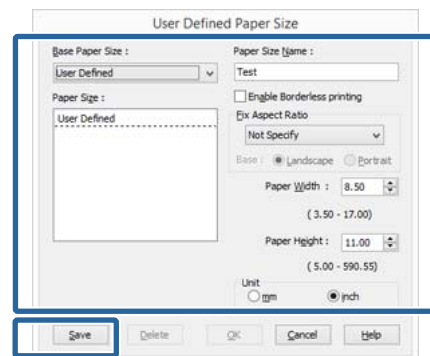 User Defined Paper Size
Base Paper Size :
User Defined
Paper Size :
User Defined
Paper Size Name :
Test
Enable Borderless printing
Fix Aspect Ratio
Not Specify
Base : Landscape Portrait
Paper Width : 8.50
( 3.50 - 17.00)
Paper Height : 11.00
( 5.00 - 590.55)
Unit
mm inch
Save Delete OK Cancel Help